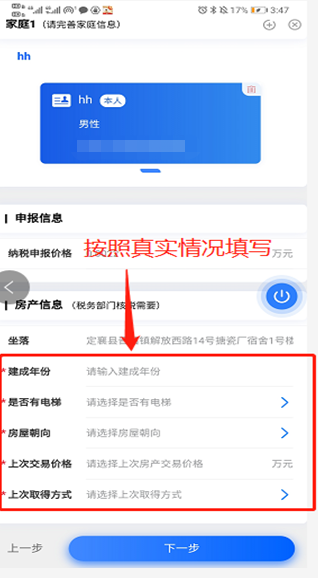 17% 3:47
家庭1（请完善家庭信息）
hh
hh 本人
男性
申报信息
纳税申报价格 万元
按照真实情况填写
房产信息 （税务部门核税需要）
坐落 定襄县 镇解放西路14号搪瓷厂宿舍1号楼
*建成年份 请输入建成年份
*是否有电梯 请选择是否有电梯
*房屋朝向 请选择房屋朝向
*上次交易价格 请选择上次房产交易价格 万元
*上次取得方式 请选择上次取得方式
上一步 下一步